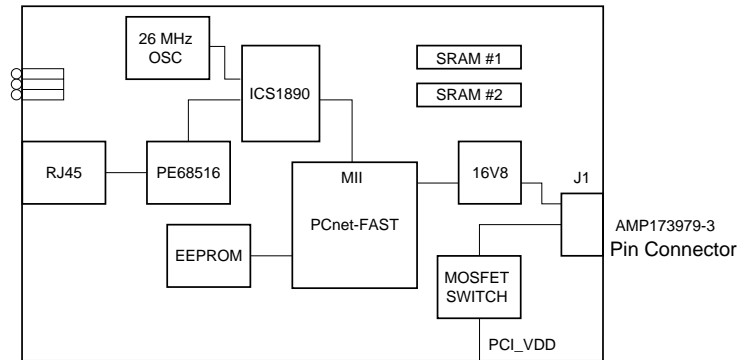 26 MHz
OSC
ICS1890
SRAM #1
SRAM #2
RJ45
PE68516
MII
PCnet-FAST
16V8
J1
AMP173979-3
Pin Connector
EEPROM
MOSFET
SWITCH
PCI_VDD